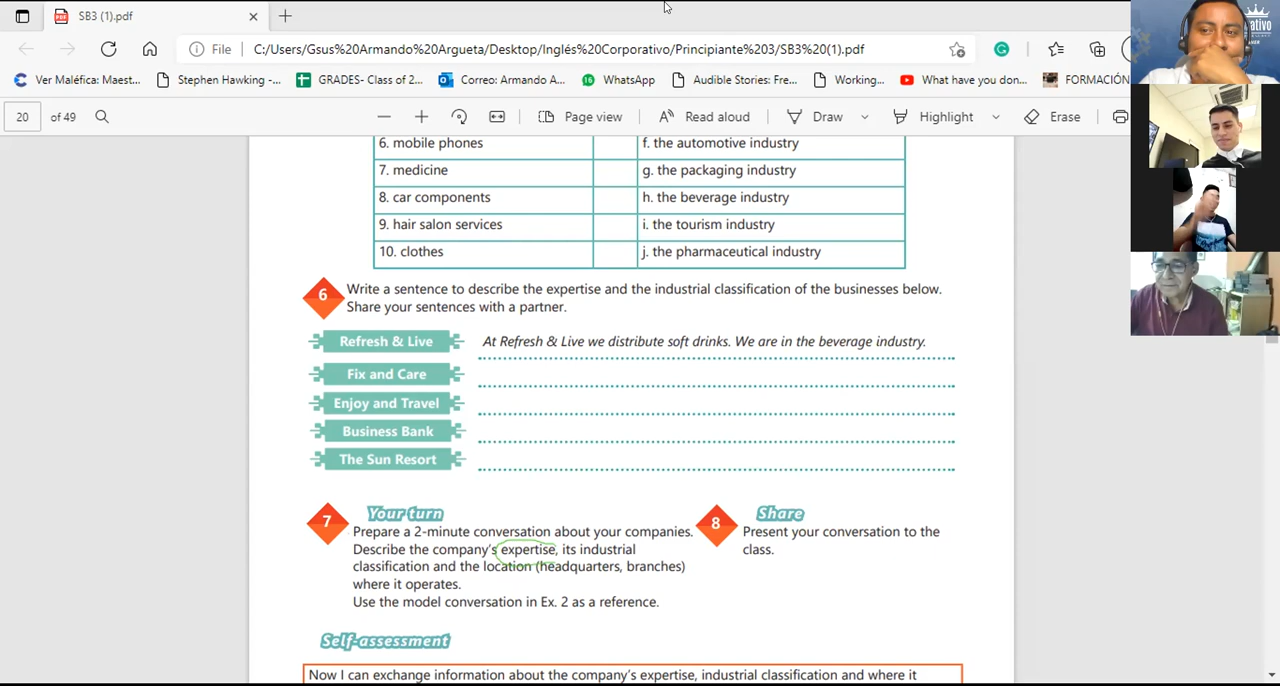 SB3 (1).pdf
File
C:/Users/Gsus%20Armando%20Argueta/Desktop/Inglés%20Corporativo/Principiante%203/SB3%20(1).pdf
Ver Maléfica: Maest...
Stephen Hawking -...
GRADES- Class of 2...
Correo: Armando A...
WhatsApp
Audible Stories: Fre...
Working...
What have you don...
FORMACIÓN
20 of 49
Page view
Read aloud
Draw
Highlight
Erase
6. mobile phones
f. the automotive industry
7. medicine
g. the packaging industry
8. car components
h. the beverage industry
9. hair salon services
i. the tourism industry
10. clothes
j. the pharmaceutical industry
6
Write a sentence to describe the expertise and the industrial classification of the businesses below.
Share your sentences with a partner.
Refresh & Live
At Refresh & Live we distribute soft drinks. We are in the beverage industry.
Fix and Care
Enjoy and Travel
Business Bank
The Sun Resort
7
Your turn
Prepare a 2-minute conversation about your companies.
Describe the company's expertise, its industrial
classification and the location (headquarters, branches)
where it operates.
Use the model conversation in Ex. 2 as a reference.
8
Share
Present your conversation to the
class.
Self-assessment
Now I can exchange information about the company's expertise, industrial classification and where it